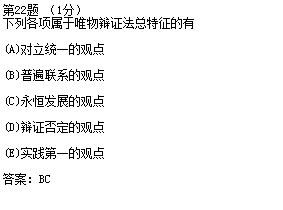 第22题 (1分)
下列各项属于唯物辩证法总特征的有
(A)对立统一的观点
(B)普遍联系的观点
(C)永恒发展的观点
(D)辩证否定的观点
(E)实践第一的观点
答案：BC